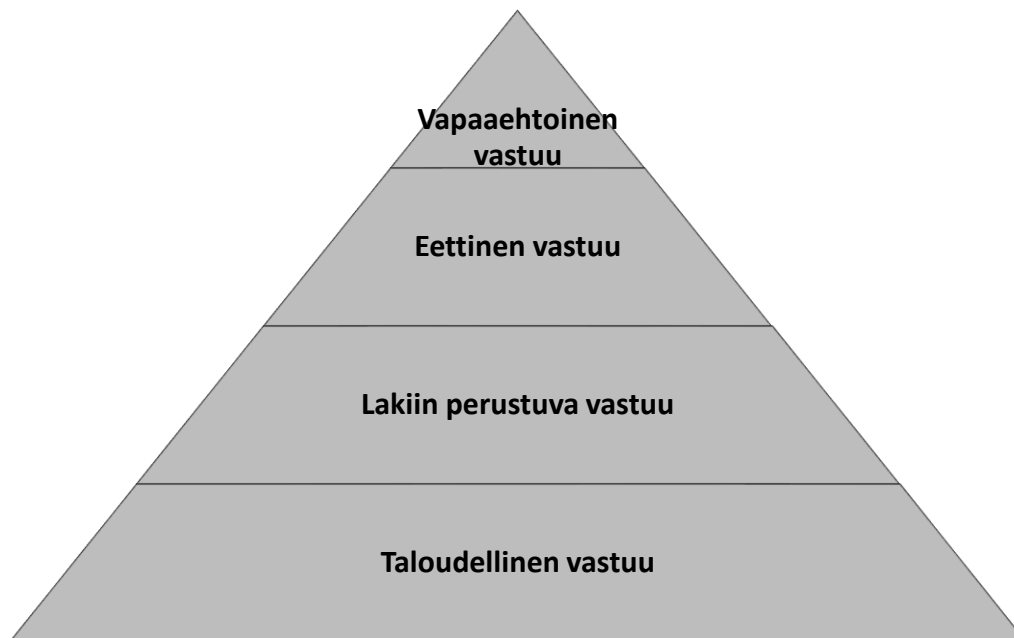 Vapaaehtoinen
vastuu
Eettinen vastuu
Lakiin perustuva vastuu
Taloudellinen vastuu